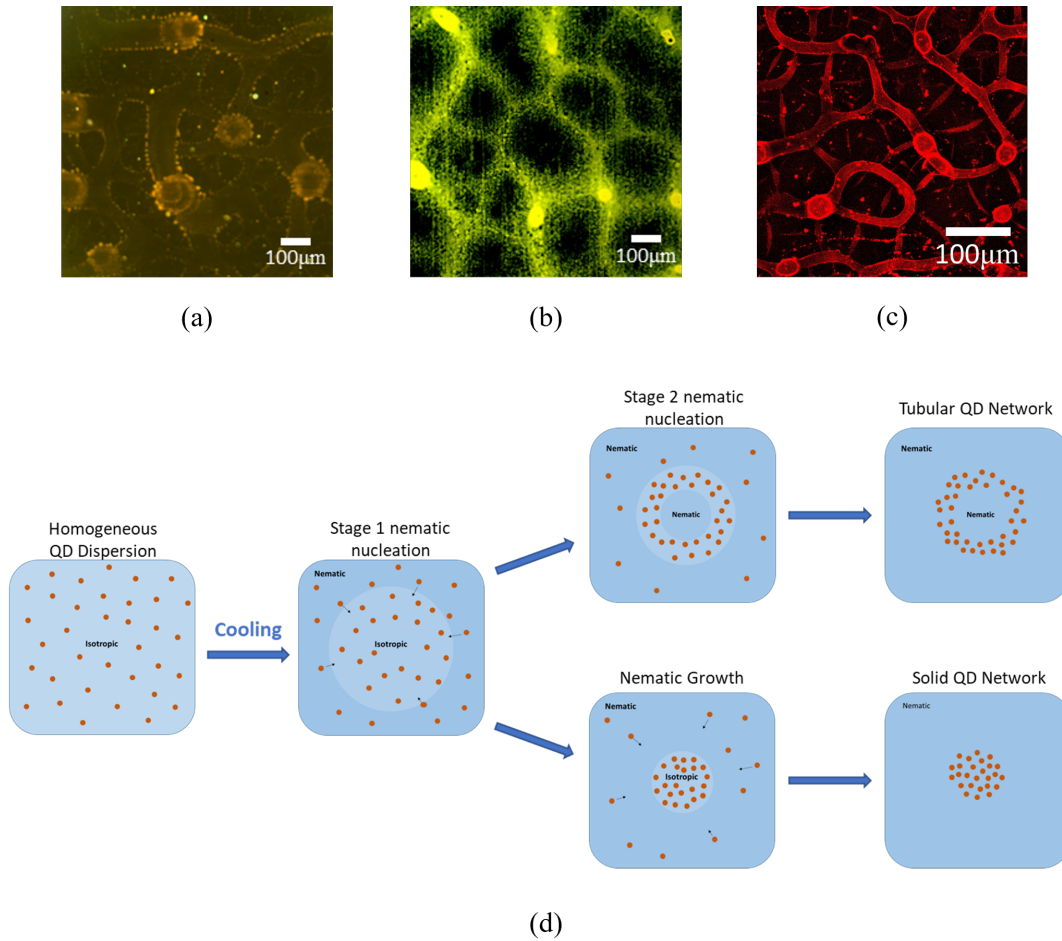 100μm
100μm
100μm
(a)
(b)
(c)
Stage 2 nematic
nucleation
Tubular QD Network
Nematic
Nematic
Nematic
Nematic
Homogeneous
QD Dispersion
Stage 1 nematic
nucleation
Isotropic
Cooling
Nematic
Isotropic
Nematic Growth
Solid QD Network
Nematic
Isotropic
Nematic
(d)